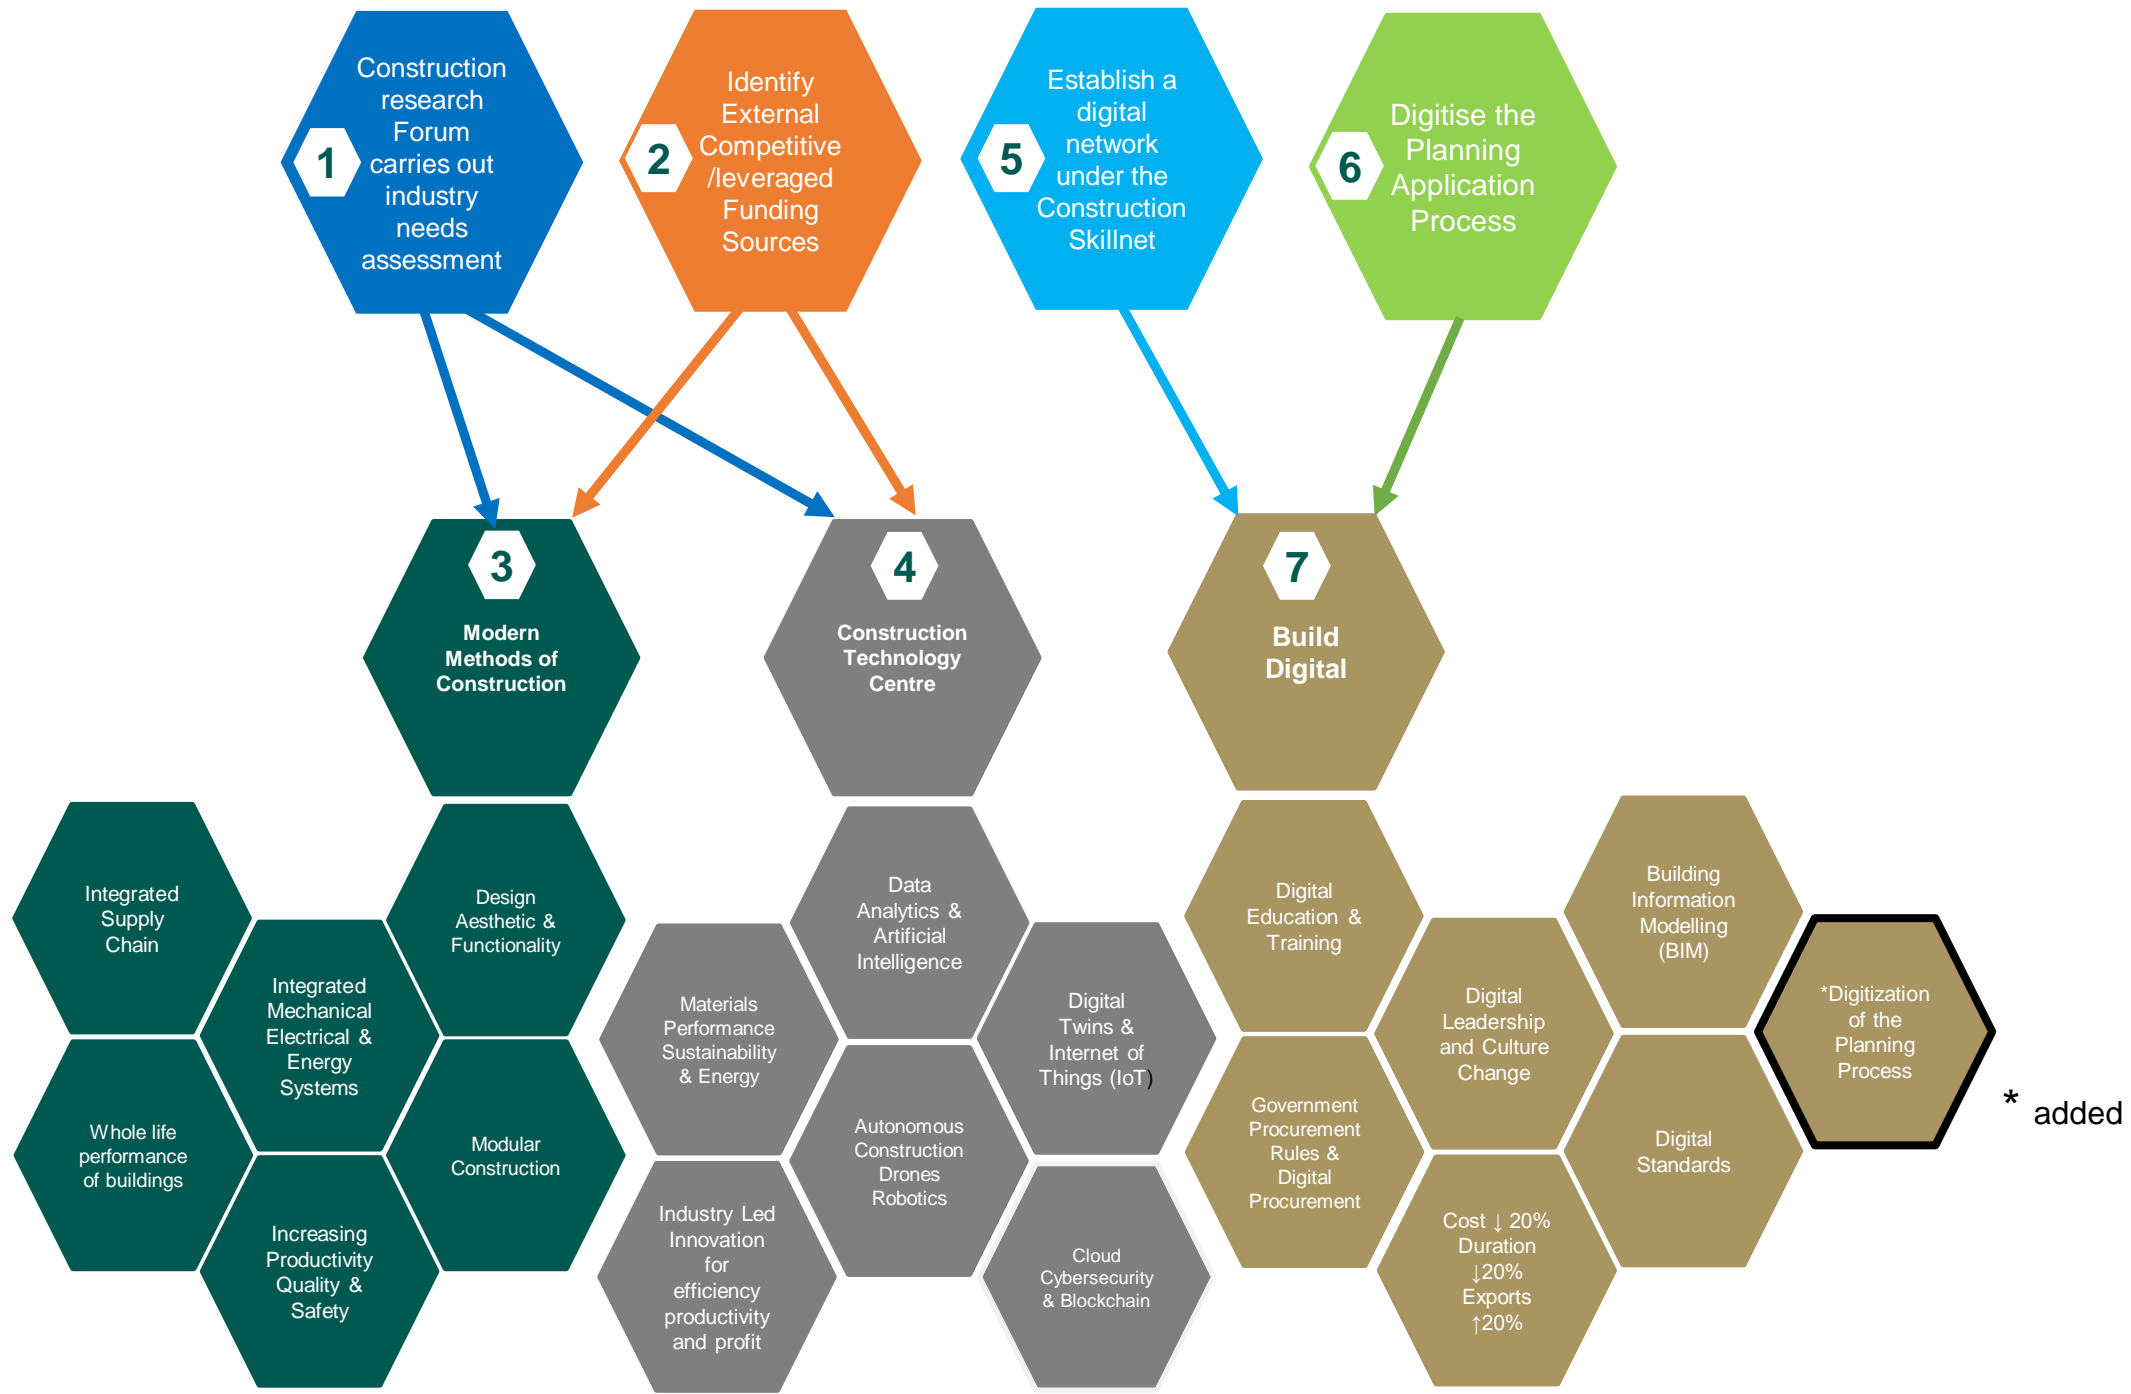 Construction
research
Forum
carries out
industry
needs
assessment
1
Identify
External
Competitive
/leveraged
Funding
Sources
2
Establish a
digital
network
under the
Construction
Skillnet
5
Digitise the
Planning
Application
Process
6
3
Modern
Methods of
Construction
4
Construction
Technology
Centre
7
Build
Digital
Integrated
Supply
Chain
Integrated
Mechanical
Electrical &
Energy
Systems
Design
Aesthetic &
Functionality
Whole life
performance
of buildings
Increasing
Productivity
Quality &
Safety
Modular
Construction
Materials
Performance
Sustainability
& Energy
Data
Analytics &
Artificial
Intelligence
Digital
Twins &
Internet of
Things (IoT)
Industry Led
Innovation
for
efficiency
productivity
and profit
Autonomous
Construction
Drones
Robotics
Cloud
Cybersecurity
& Blockchain
Digital
Education &
Training
Digital
Leadership
and Culture
Change
Building
Information
Modelling
(BIM)
*Digitization
of the
Planning
Process
Government
Procurement
Rules &
Digital
Procurement
Cost ↓ 20%
Duration
↓20%
Exports
↑20%
Digital
Standards
* added